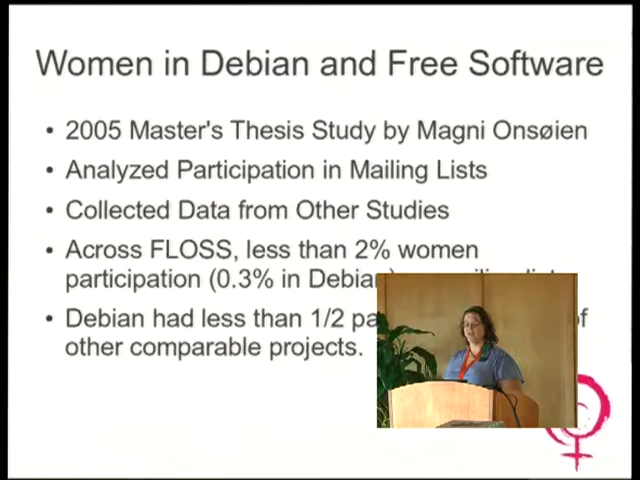 Women in Debian and Free Software
• 2005 Master's Thesis Study by Magni Onsøien
• Analyzed Participation in Mailing Lists
• Collected Data from Other Studies
• Across FLOSS, less than 2% women
participation (0.3% in Debian)
• Debian had less than 1/2
other comparable projects.